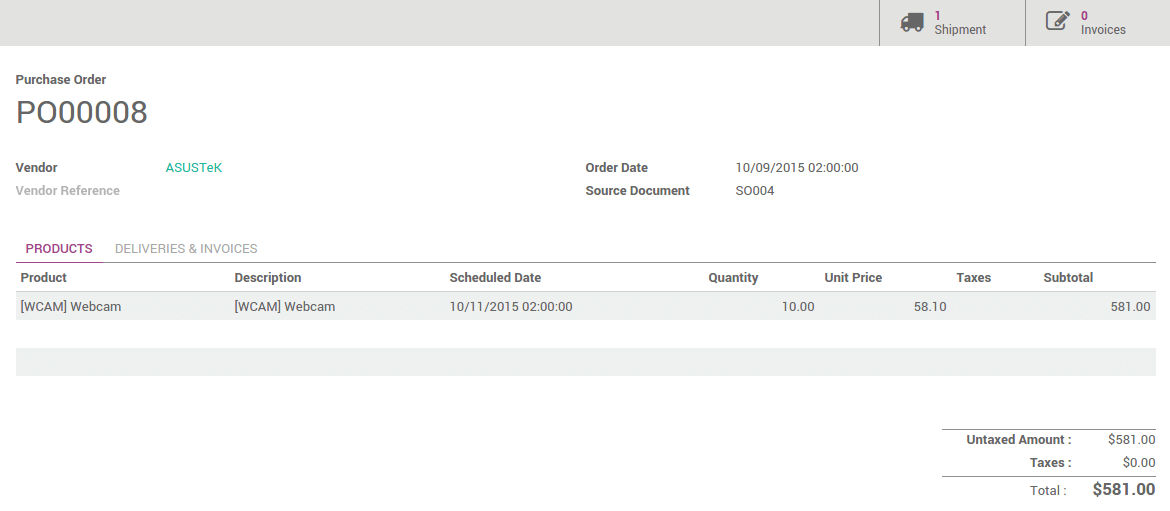 1
Shipment
0
Invoices
Purchase Order
PO00008
Vendor ASUSTeK Order Date 10/09/2015 02:00:00
Vendor Reference Source Document SO004
PRODUCTS DELIVERIES & INVOICES
Product Description Scheduled Date Quantity Unit Price Taxes Subtotal
[WCAM] Webcam [WCAM] Webcam 10/11/2015 02:00:00 10.00 58.10 581.00
Untaxed Amount : $581.00
Taxes : $0.00
Total : $581.00